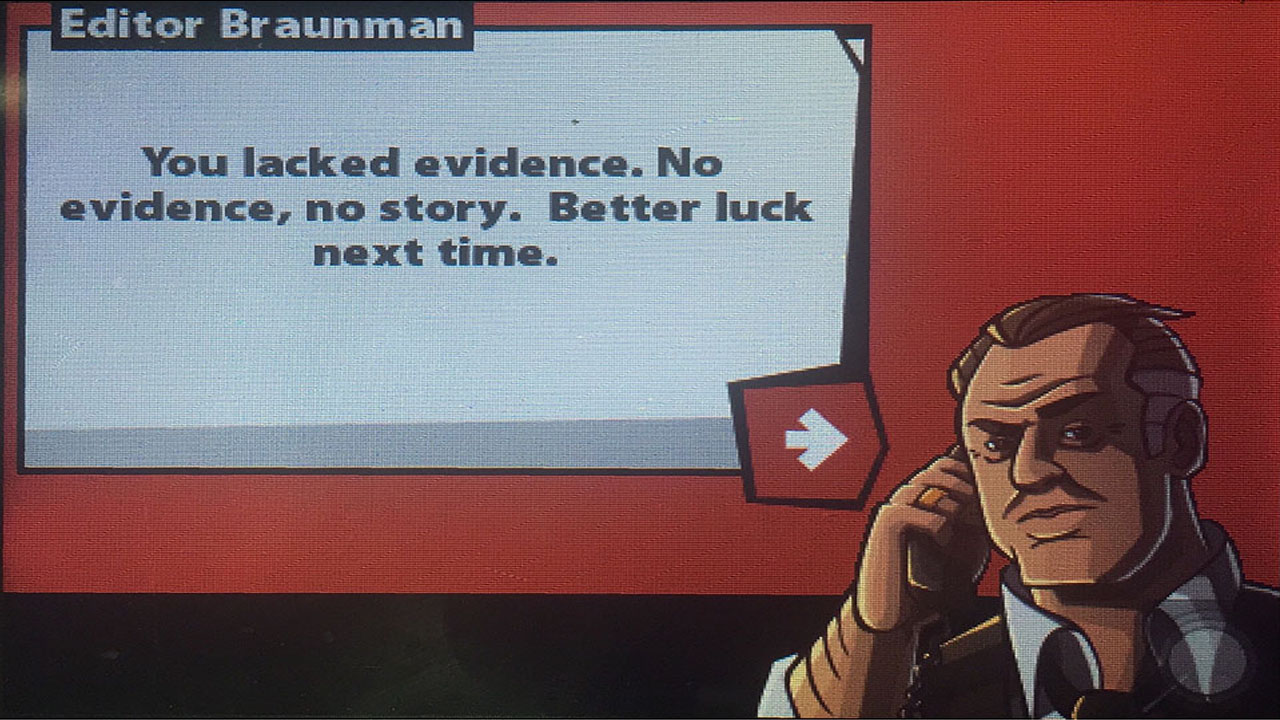 Editor Braunman
You lacked evidence. No
evidence, no story.  Better luck
next time.